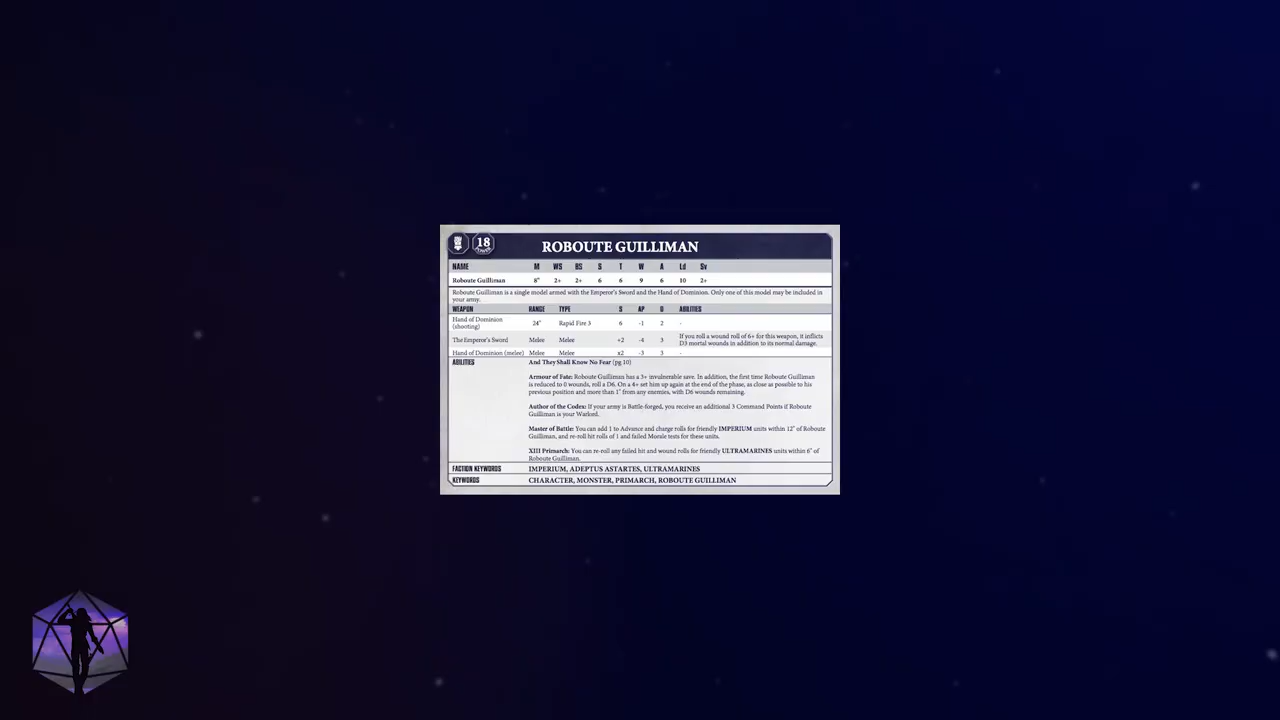 18
POWER
ROBOUTE GUILLIMAN
NAME M WS BS S T W A Ld Sv
Roboute Guilliman 8" 2+ 2+ 6 6 9 6 10 2+
Roboute Guilliman is a single model armed with the Emperor's Sword and the Hand of Dominion. Only one of this model may be included in
your army.
WEAPON RANGE TYPE S AP D ABILITIES
Hand of Dominion
(shooting) 24" Rapid Fire 3 6 -1 2 -
The Emperor's Sword Melee Melee +2 -4 3 If you roll a wound roll of 6+ for this weapon, it inflicts
D3 mortal wounds in addition to its normal damage.
Hand of Dominion (melee) Melee Melee x2 -3 3 -
ABILITIES And They Shall Know No Fear (pg 10)
Armour of Fate: Roboute Guilliman has a 3+ invulnerable save. In addition, the first time Roboute Guilliman
is reduced to 0 wounds, roll a D6. On a 4+ set him up again at the end of the phase, as close as possible to his
previous position and more than 1" from any enemies, with D6 wounds remaining.
Author of the Codex: If your army is Battle-forged, you receive an additional 3 Command Points if Roboute
Guilliman is your Warlord.
Master of Battle: You can add 1 to Advance and charge rolls for friendly IMPERIUM units within 12" of Roboute
Guilliman, and re-roll hit rolls of 1 and failed Morale tests for these units.
XIII Primarch: You can re-roll any failed hit and wound rolls for friendly ULTRAMARINES units within 6" of
Roboute Guilliman.
FACTION KEYWORDS IMPERIUM, ADEPTUS ASTARTES, ULTRAMARINES
KEYWORDS CHARACTER, MONSTER, PRIMARCH, ROBOUTE GUILLIMAN